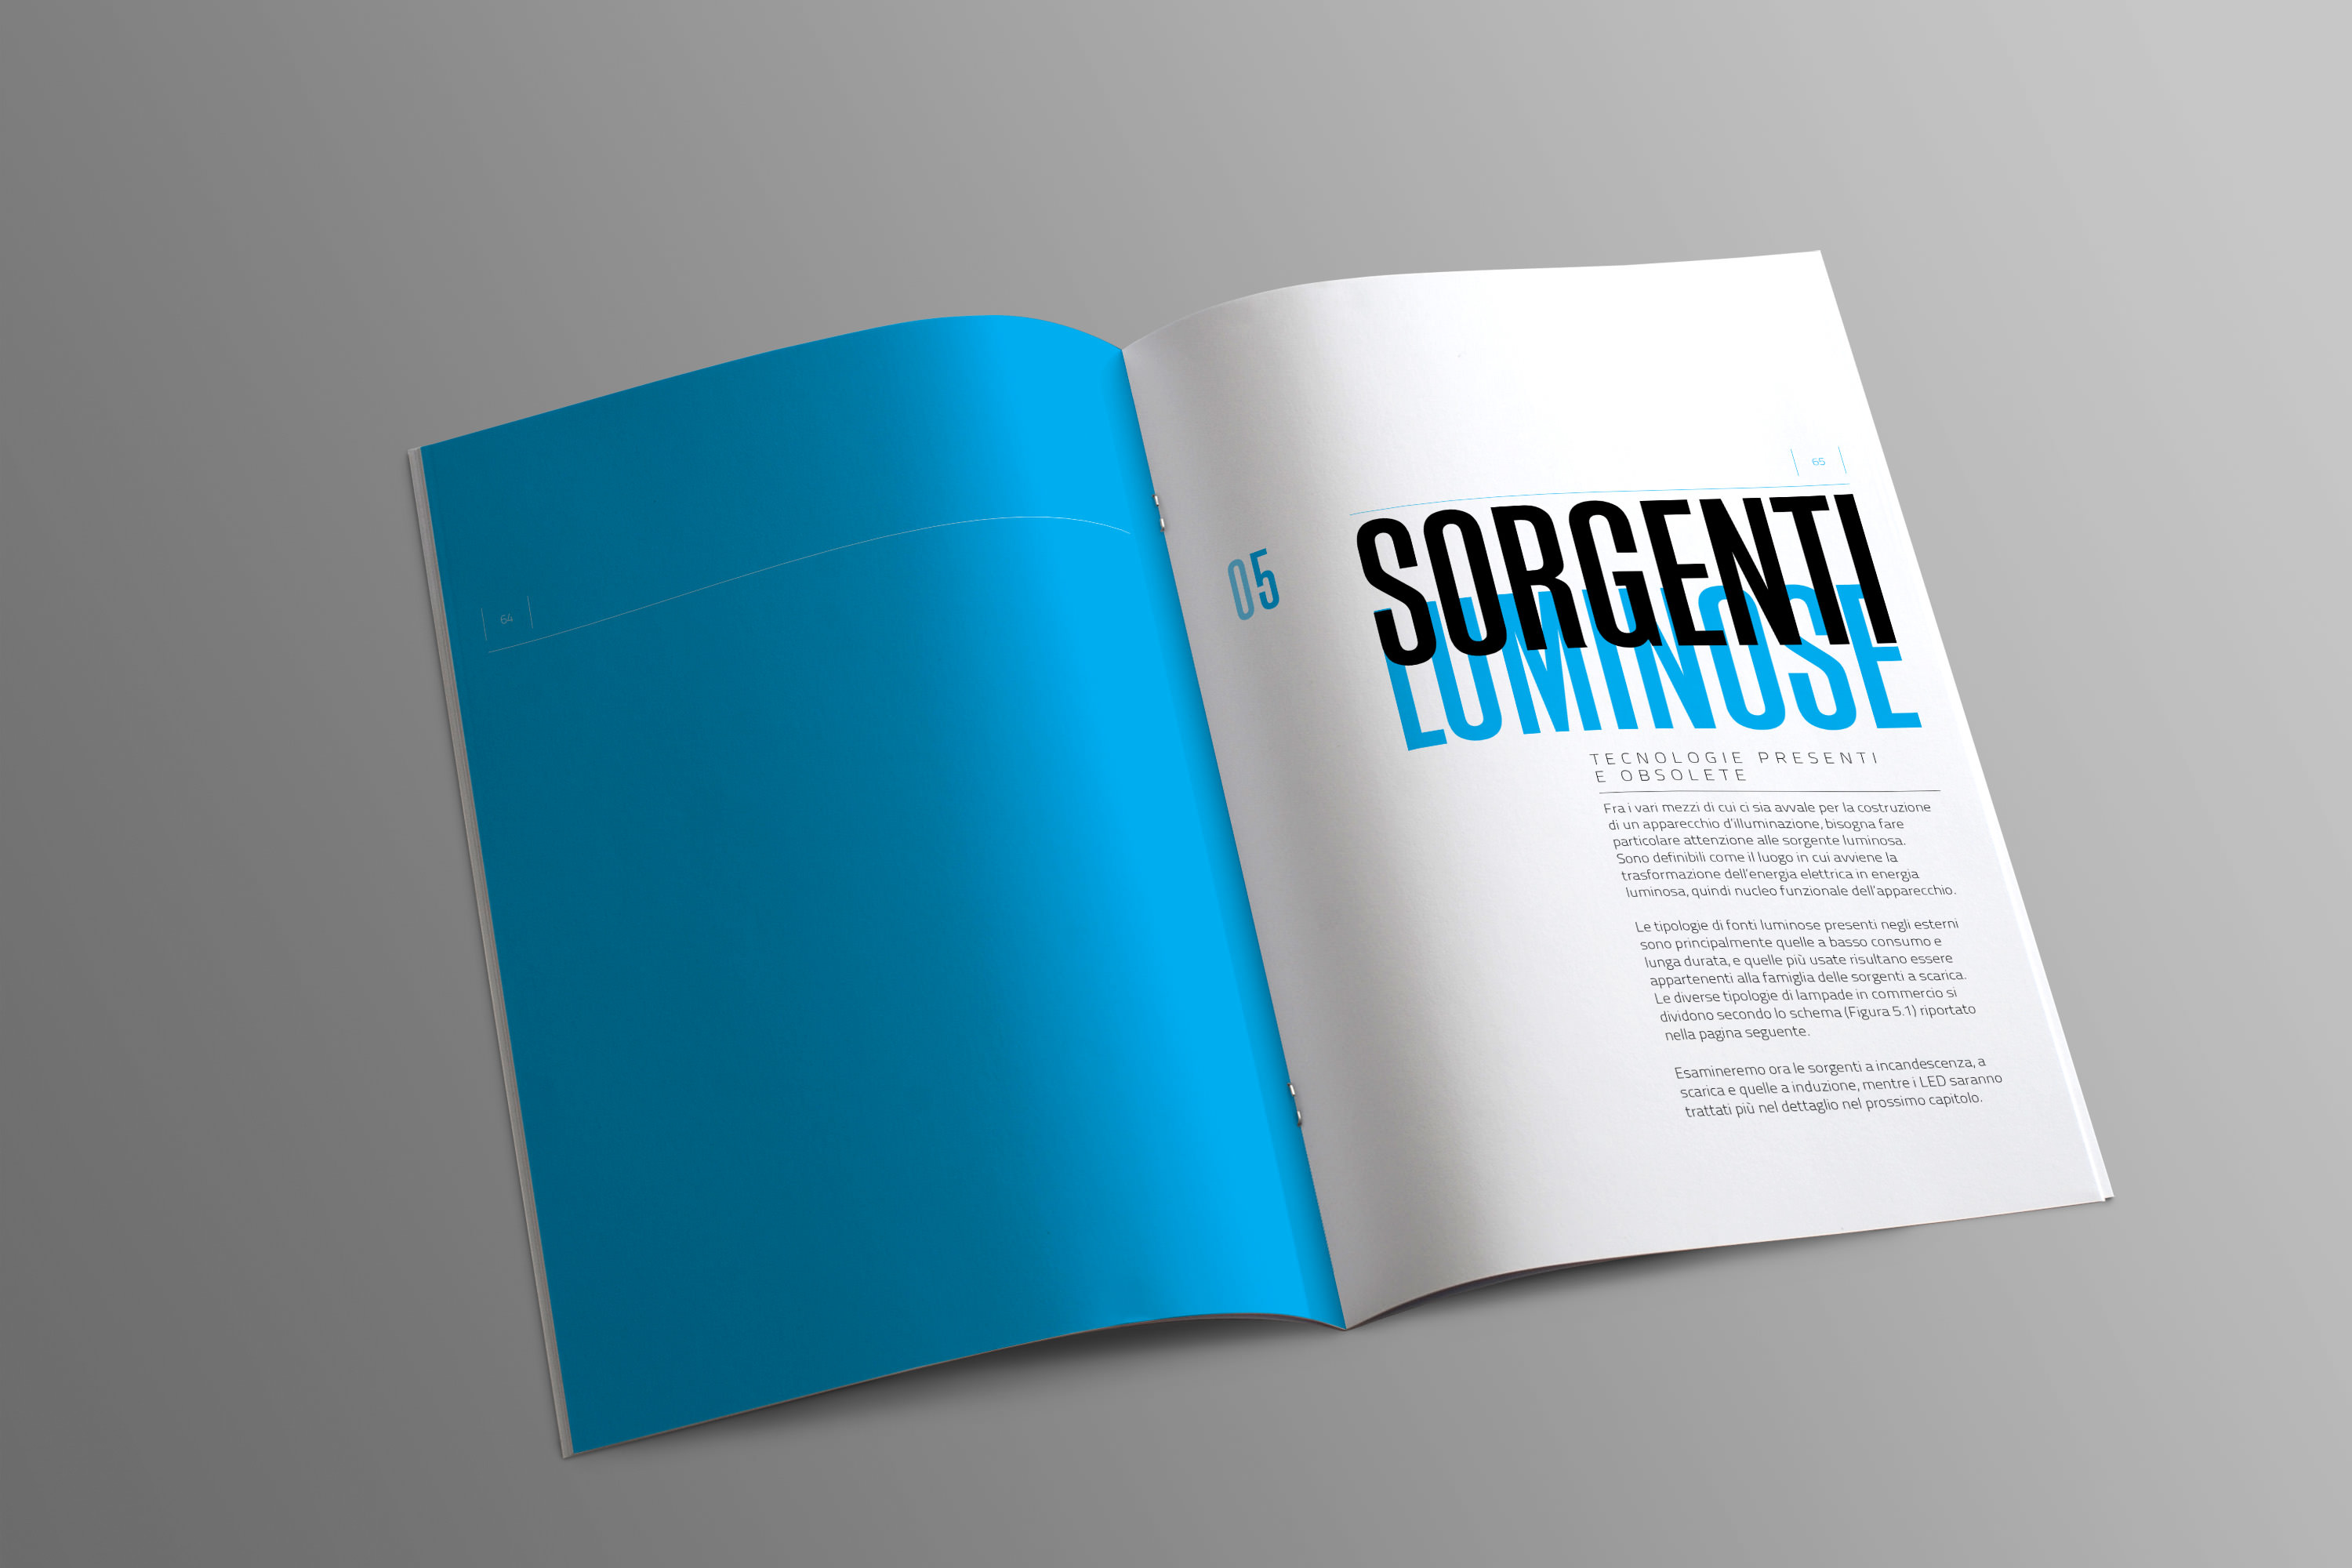 64
65
05
SORGENTI
LUMINOSE
TECNOLOGIE PRESENTI
E OBSOLETE
Fra i vari mezzi di cui ci sia avvale per la costruzione
di un apparecchio d'illuminazione, bisogna fare
particolare attenzione alle sorgente luminosa.
Sono definibili come il luogo in cui avviene la
trasformazione dell'energia elettrica in energia
luminosa, quindi nucleo funzionale dell'apparecchio.
Le tipologie di fonti luminose presenti negli esterni
sono principalmente quelle a basso consumo e
lunga durata, e quelle più usate risultano essere
appartenenti alla famiglia delle sorgenti a scarica.
Le diverse tipologie di lampade in commercio si
dividono secondo lo schema (Figura 5.1) riportato
nella pagina seguente.
Esamineremo ora le sorgenti a incandescenza, a
scarica e quelle a induzione, mentre i LED saranno
trattati più nel dettaglio nel prossimo capitolo.